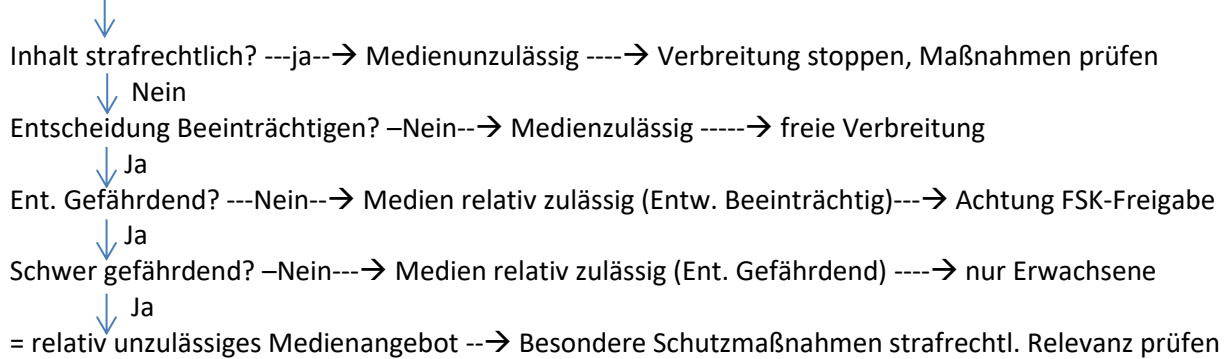 Inhalt strafrechtlich? ---ja--→ Medienunzulässig ----→ Verbreitung stoppen, Maßnahmen prüfen
Nein
Entscheidung Beeinträchtigen? –Nein--→ Medienzulässig -----→ freie Verbreitung
Ja
Ent. Gefährdend? ---Nein--→ Medien relativ zulässig (Entw. Beeinträchtig)---→ Achtung FSK-Freigabe
Ja
Schwer gefährdend? –Nein---→ Medien relativ zulässig (Ent. Gefährdend) ----→ nur Erwachsene
Ja
= relativ unzulässiges Medienangebot --→ Besondere Schutzmaßnahmen strafrechtl. Relevanz prüfen